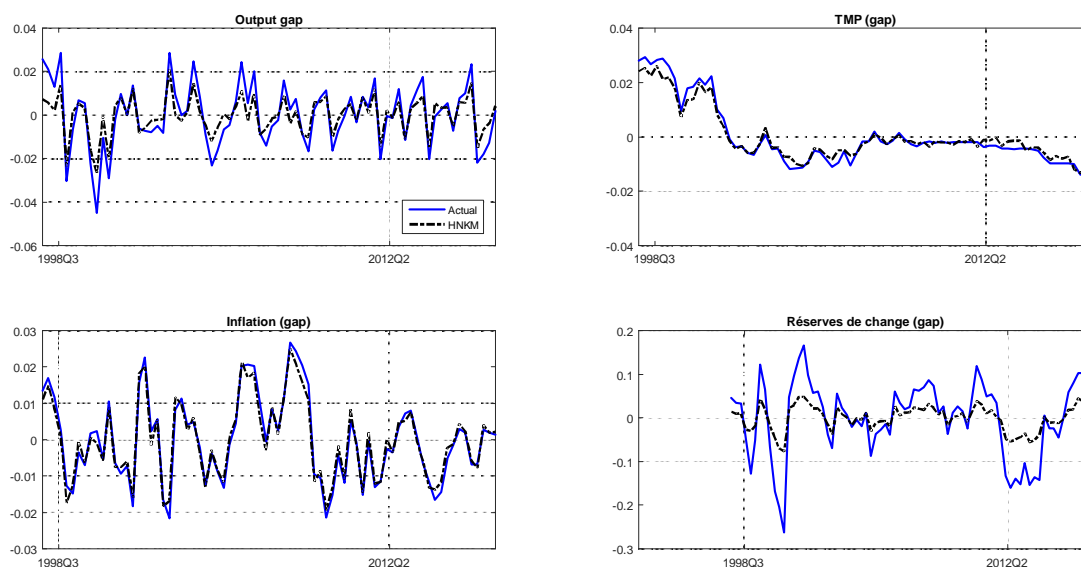 Output gap
0.04
0.02
0
-0.02
-0.04
-0.06
1998Q3
2012Q2
Actual
HNKM
TMP (gap)
0.04
0.02
0
-0.02
-0.04
1998Q3
2012Q2
Inflation (gap)
0.03
0.02
0.01
0
-0.01
-0.02
-0.03
1998Q3
2012Q2
Réserves de change (gap)
0.2
0.1
0
-0.1
-0.2
-0.3
1998Q3
2012Q2